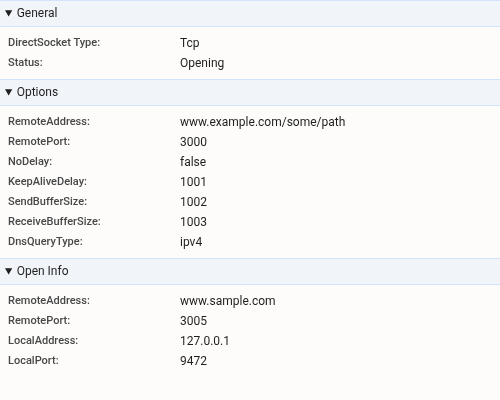 General
DirectSocket Type: Tcp
Status: Opening
Options
RemoteAddress: www.example.com/some/path
RemotePort: 3000
NoDelay: false
KeepAliveDelay: 1001
SendBufferSize: 1002
ReceiveBufferSize: 1003
DnsQueryType: ipv4
Open Info
RemoteAddress: www.sample.com
RemotePort: 3005
LocalAddress: 127.0.0.1
LocalPort: 9472